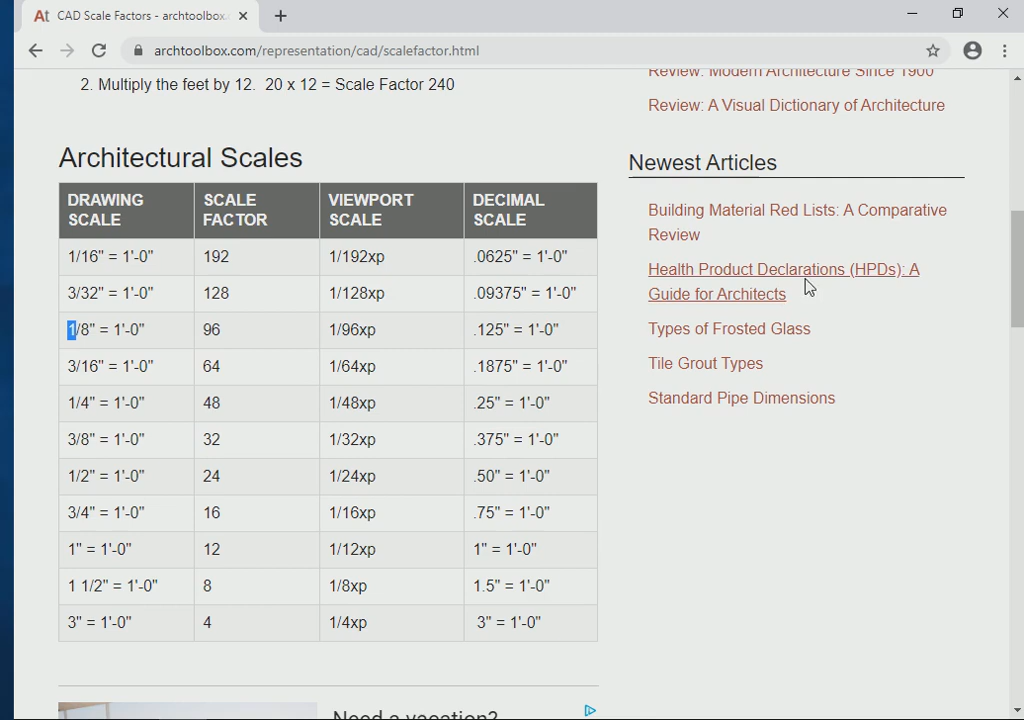 At CAD Scale Factors - archtoolbox.
archtoolbox.com/representation/cad/scalefactor.html
2. Multiply the feet by 12. 20 x 12 = Scale Factor 240
Review: Modern Architecture Since 1900
Review: A Visual Dictionary of Architecture
Architectural Scales
DRAWING SCALE SCALE FACTOR VIEWPORT SCALE DECIMAL SCALE
1/16" = 1'-0" 192 1/192xp .0625" = 1'-0"
3/32" = 1'-0" 128 1/128xp .09375" = 1'-0"
1/8" = 1'-0" 96 1/96xp .125" = 1'-0"
3/16" = 1'-0" 64 1/64xp .1875" = 1'-0"
1/4" = 1'-0" 48 1/48xp .25" = 1'-0"
3/8" = 1'-0" 32 1/32xp .375" = 1'-0"
1/2" = 1'-0" 24 1/24xp .50" = 1'-0"
3/4" = 1'-0" 16 1/16xp .75" = 1'-0"
1" = 1'-0" 12 1/12xp 1" = 1'-0"
1 1/2" = 1'-0" 8 1/8xp 1.5" = 1'-0"
3" = 1'-0" 4 1/4xp 3" = 1'-0"
Newest Articles
Building Material Red Lists: A Comparative
Review
Health Product Declarations (HPDs): A
Guide for Architects
Types of Frosted Glass
Tile Grout Types
Standard Pipe Dimensions
Need a vacation?